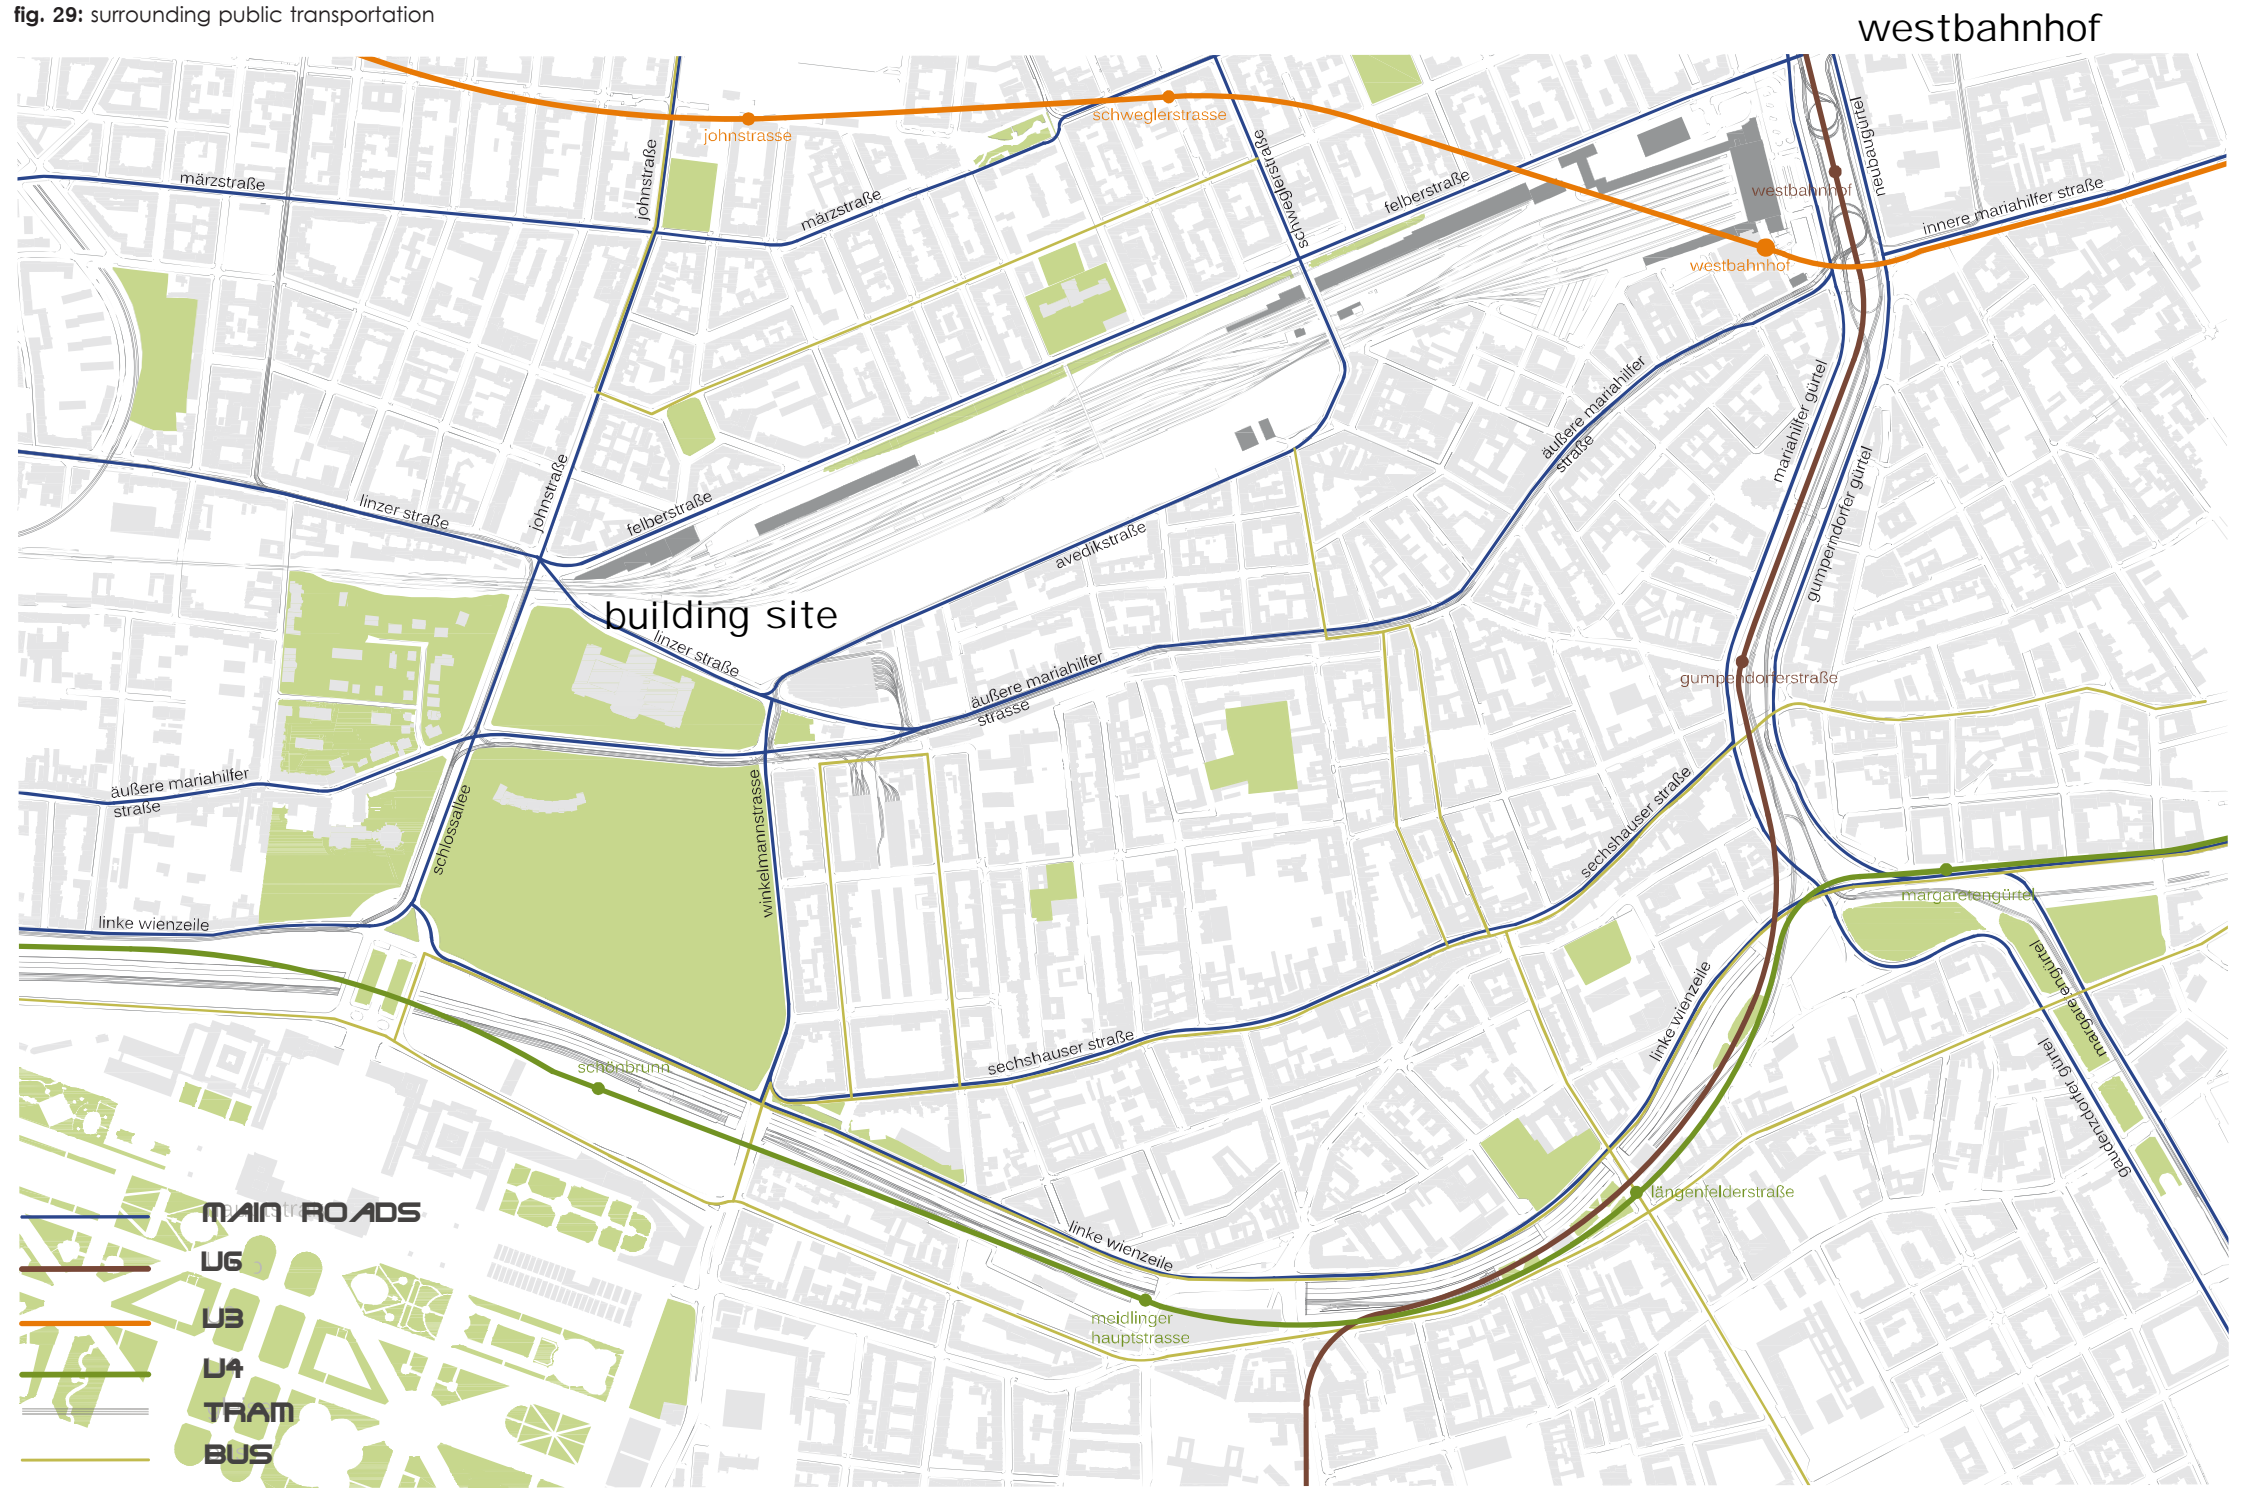 fig. 29: surrounding public transportation
westbahnhof
johnstrasse
schweglerstrasse
märzstraße
johnstraße
märzstraße
schweglerstraße
felberstraße
westbahnhof
neubaugürtel
innere mariahilfer straße
westbahnhof
äußere mariahilfer
straße
mariahilfer gürtel
gumpendorfer gürtel
linzer straße
johnstraße
felberstraße
avedikstraße
building site
linzer straße
äußere mariahilfer
strasse
gumpendorferstraße
äußere mariahilfer
straße
schlossallee
winkelmannstrasse
sechshauser straße
margaretengürtel
linke wienzeile
linke wienzeile
margaretengürtel
gaudenzdorfer gürtel
sechshauser straße
schönbrunn
längenfelderstraße
linke wienzeile
meidlinger
hauptstrasse
MAIN ROADS
U6
U3
U4
TRAM
BUS